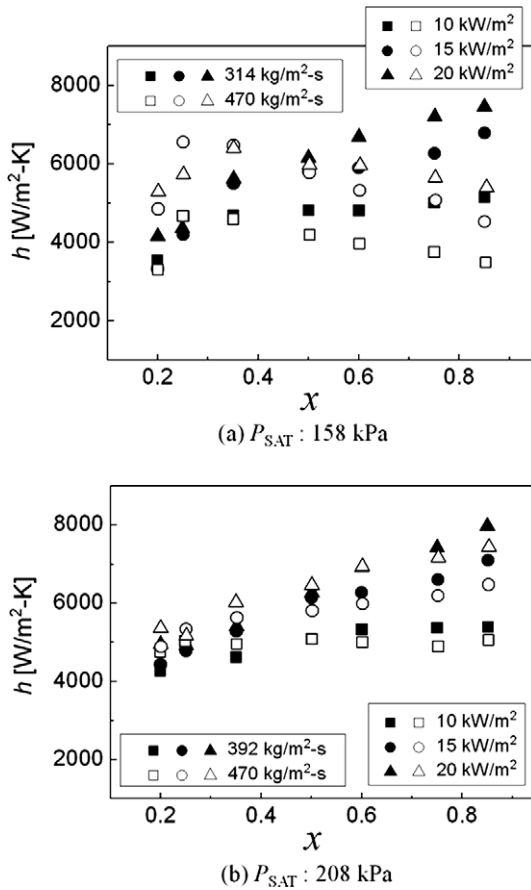 10 kW/m²
15 kW/m²
20 kW/m²
314 kg/m²-s
470 kg/m²-s
8000
6000
4000
2000
h [W/m²-K]
0.2 0.4 0.6 0.8
x
(a) P_SAT : 158 kPa
8000
6000
4000
2000
h [W/m²-K]
392 kg/m²-s
470 kg/m²-s
10 kW/m²
15 kW/m²
20 kW/m²
0.2 0.4 0.6 0.8
x
(b) P_SAT : 208 kPa